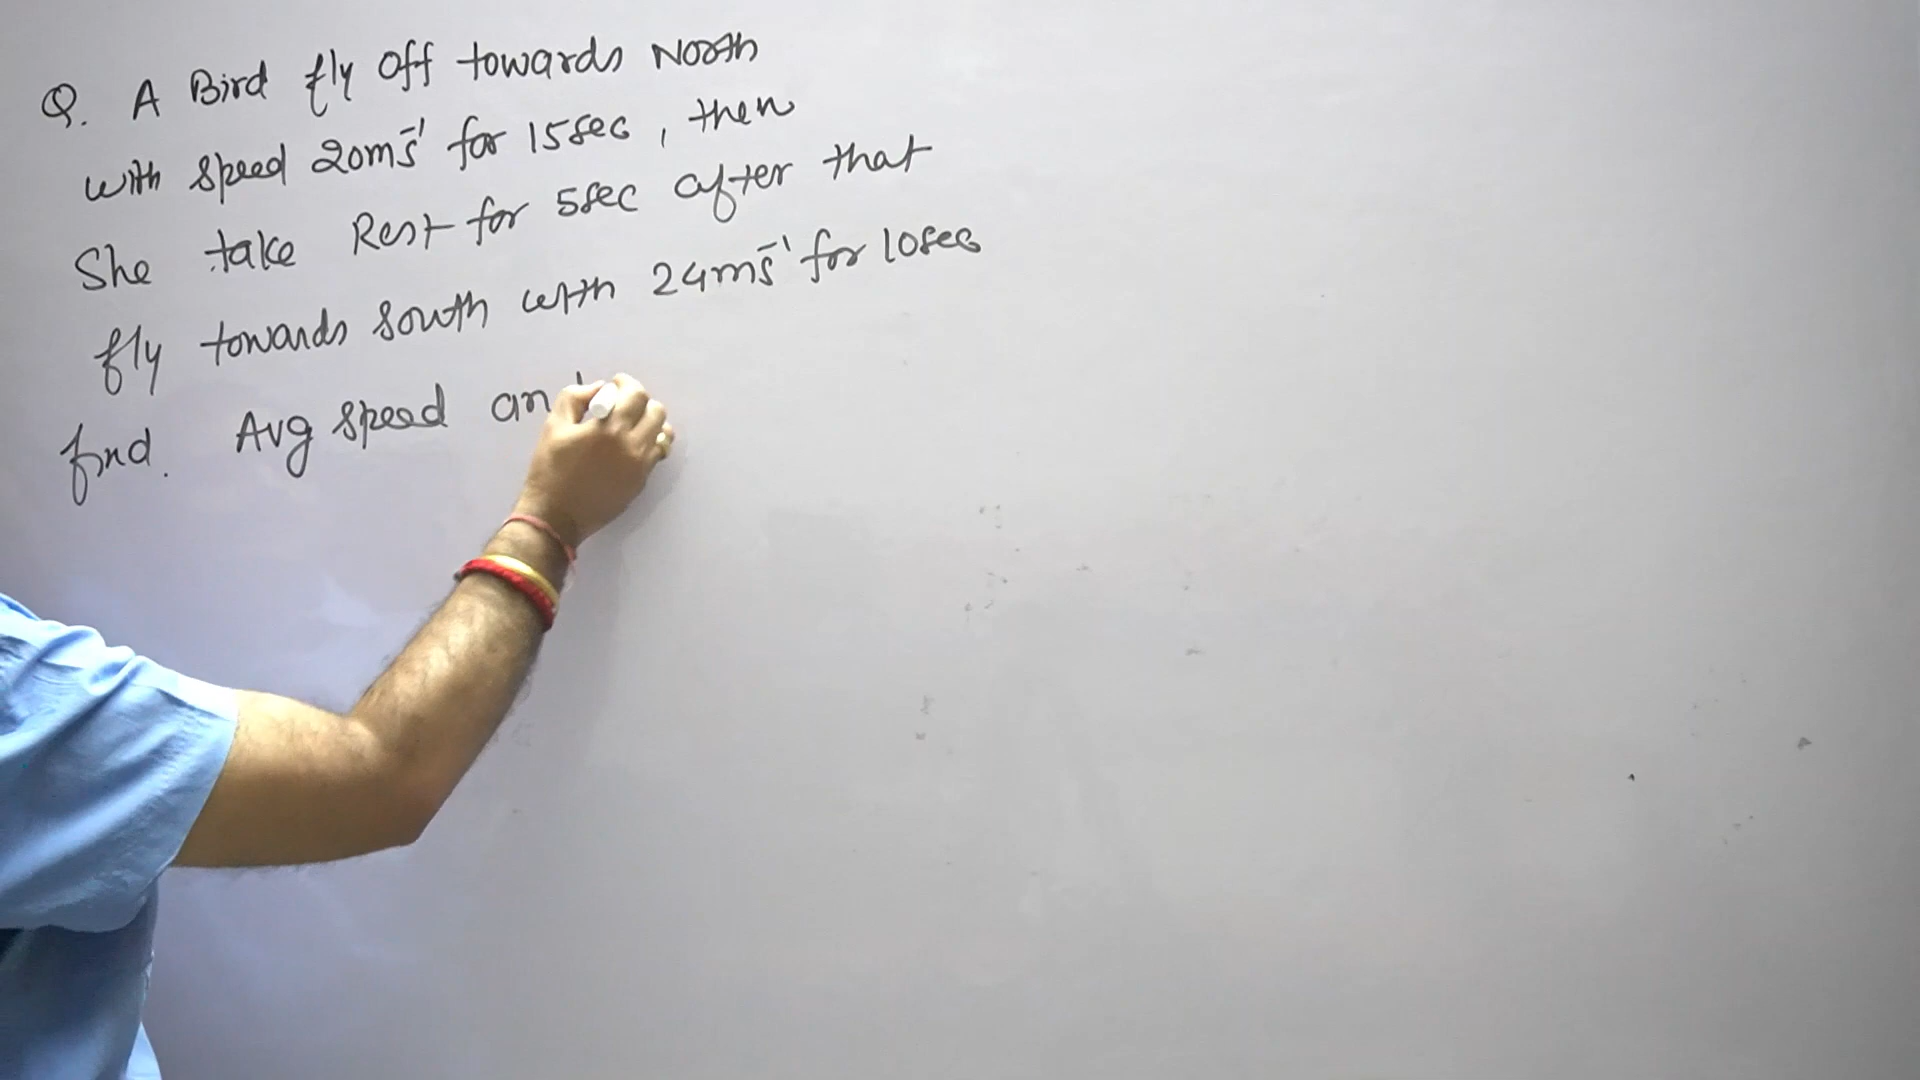 Q. A Bird fly off towards North
with speed 20ms⁻¹ for 15sec, then
She take Rest for 5sec after that
fly towards south with 24ms⁻¹ for 10sec
find. Avg speed an